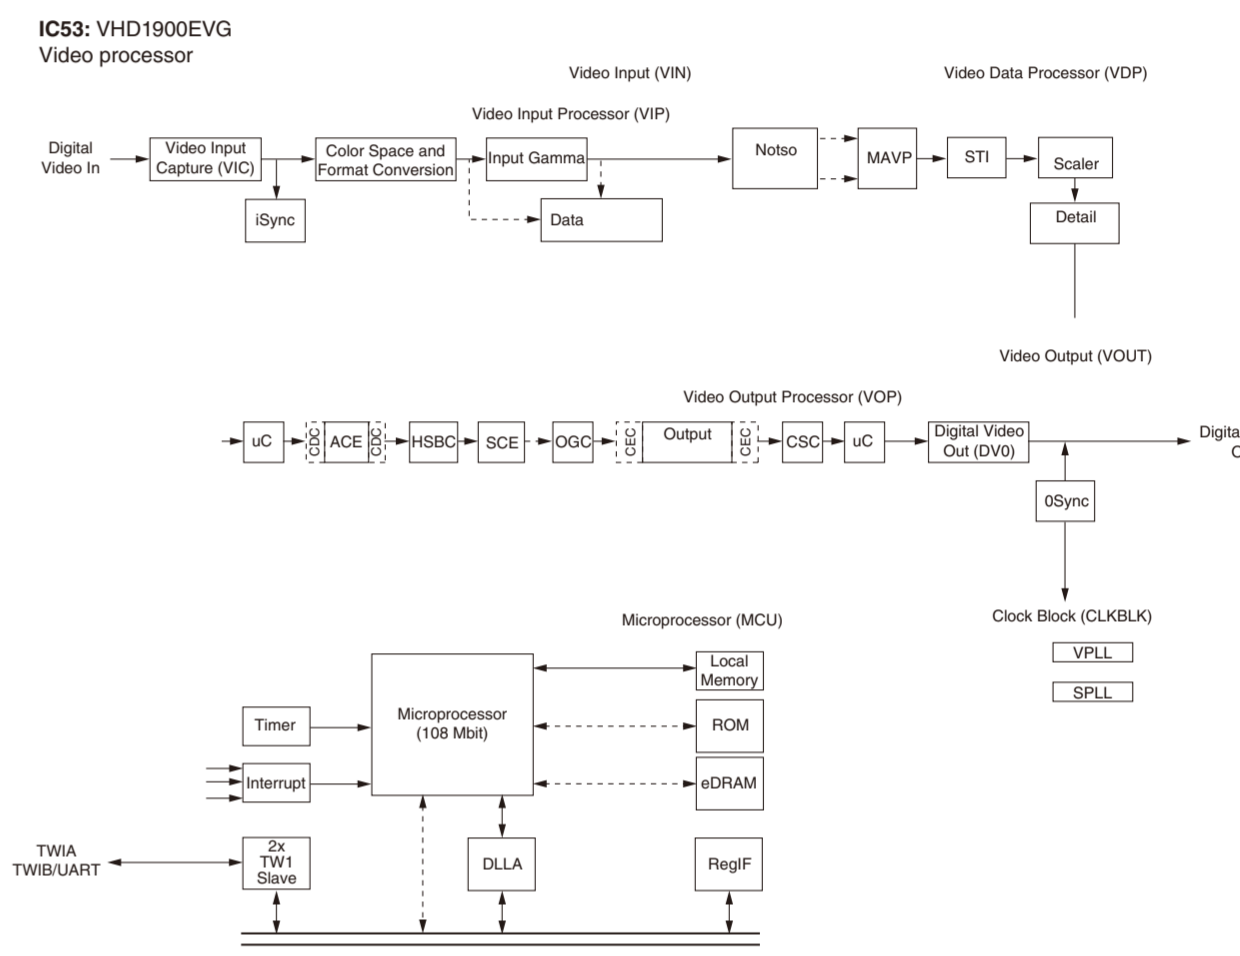 IC53: VHD1900EVG
Video processor
Video Input (VIN)
Video Data Processor (VDP)
Video Input Processor (VIP)
Digital
Video In
Video Input
Capture (VIC)
Color Space and
Format Conversion
Input Gamma
Notso
MAVP
STI
Scaler
iSync
Data
Detail
Video Output (VOUT)
Video Output Processor (VOP)
uC
CDC
ACE
CDC
HSBC
SCE
OGC
CEC
Output
CEC
CSC
uC
Digital Video
Out (DV0)
Digita
O
0Sync
Clock Block (CLKBLK)
VPLL
SPLL
Microprocessor (MCU)
Microprocessor
(108 Mbit)
Local
Memory
Timer
ROM
Interrupt
eDRAM
TWIA
TWIB/UART
2x
TW1
Slave
DLLA
RegIF